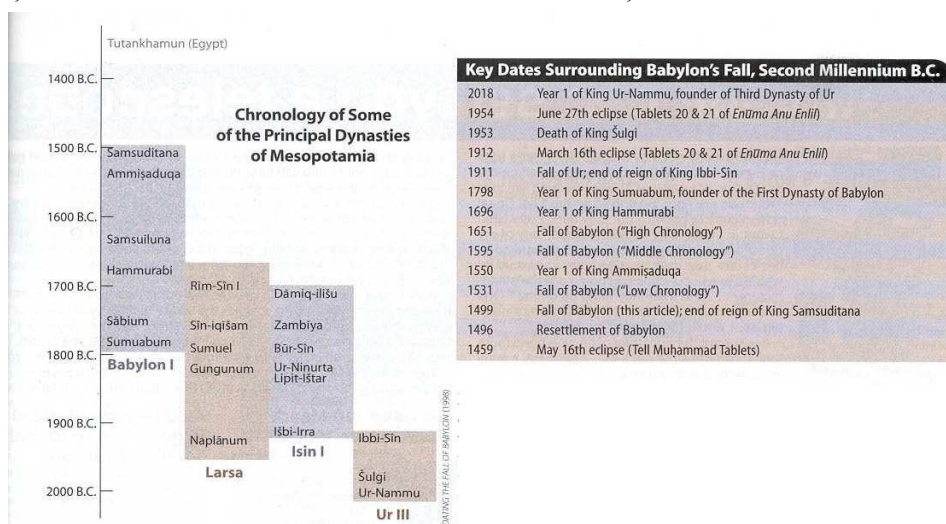 Tutankhamun (Egypt)
1400 B.C.
Chronology of Some
of the Principal Dynasties
of Mesopotamia
1500 B.C.
Samsuditana
Ammiṣaduqa
1600 B.C.
Samsuiluna
Hammurabi
1700 B.C.
Rīm-Sîn I
Dāmiq-ilišu
Sābium
Sîn-iqīšam
Zambīya
Sumuabum
Sumuel
Būr-Sîn
1800 B.C.
Babylon I
Gungunum
Ur-Ninurta
Lipit-Ištar
1900 B.C.
Naplānum
Išbi-Irra
Ibbi-Sîn
Isin I
Larsa
Šulgi
2000 B.C.
Ur-Nammu
Ur III
DATING THE FALL OF BABYLON (1998)
Key Dates Surrounding Babylon's Fall, Second Millennium B.C.
2018 Year 1 of King Ur-Nammu, founder of Third Dynasty of Ur
1954 June 27th eclipse (Tablets 20 & 21 of Enūma Anu Enlil)
1953 Death of King Šulgi
1912 March 16th eclipse (Tablets 20 & 21 of Enūma Anu Enlil)
1911 Fall of Ur; end of reign of King Ibbi-Sîn
1798 Year 1 of King Sumuabum, founder of the First Dynasty of Babylon
1696 Year 1 of King Hammurabi
1651 Fall of Babylon ("High Chronology")
1595 Fall of Babylon ("Middle Chronology")
1550 Year 1 of King Ammiṣaduqa
1531 Fall of Babylon ("Low Chronology")
1499 Fall of Babylon (this article); end of reign of King Samsuditana
1496 Resettlement of Babylon
1459 May 16th eclipse (Tell Muḥammad Tablets)